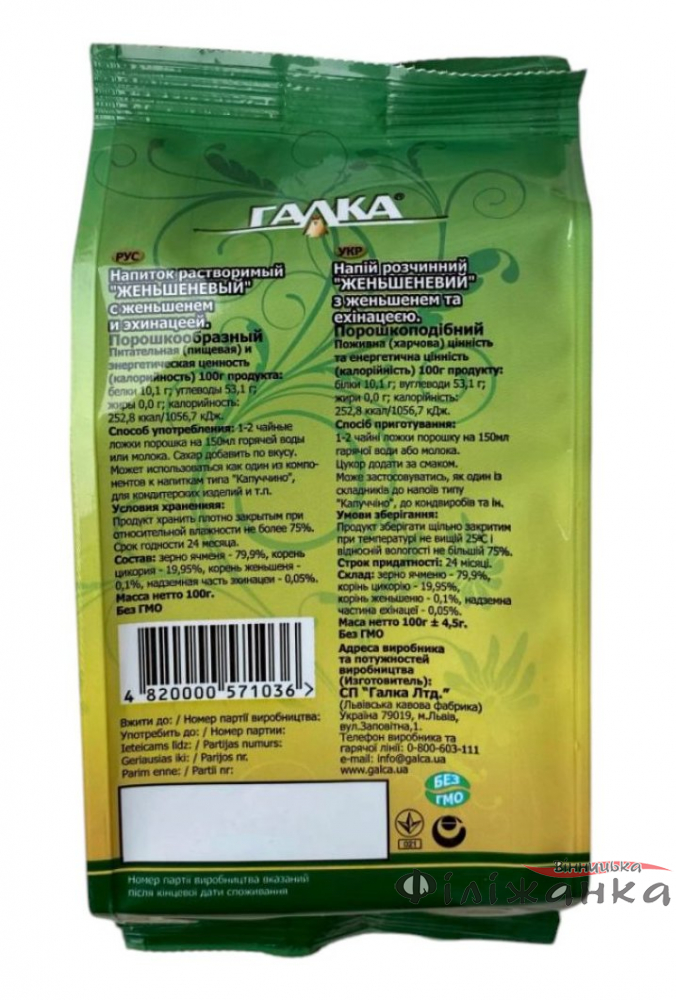 ГАЛКА®
РУС
Напиток растворимый
"ЖЕНЬШЕНЕВЫЙ"
с женьшенем
и эхинацеей.
Порошкообразный
Питательная (пищевая) и
энергетическая ценность
(калорийность) 100г продукта:
белки 10,1 г; углеводы 53,1 г;
жиры 0,0 г; калорийность:
252,8 ккал/1056,7 кДж.
Способ употребления: 1-2 чайные
ложки порошка на 150мл горячей воды
или молока. Сахар добавить по вкусу.
Может использоваться как один из компо-
нентов к напиткам типа "Капуччино",
для кондитерских изделий и т.п.
Условия хранения:
Продукт хранить плотно закрытым при
относительной влажности не более 75%.
Срок годности 24 месяца.
Состав: зерно ячменя - 79,9%, корень
цикория - 19,95%, корень женьшеня -
0,1%, надземная часть эхинацеи - 0,05%.
Масса нетто 100г.
Без ГМО
4 820000 571036 >
Вжити до: / Номер партії виробництва:
Употребить до: / Номер партии:
Ieteicams lidz: / Partijas numurs:
Geriausias iki: / Parijos nr.
Parim enne: / Partii nr:
Номер партії виробництва вказаний
після кінцевої дати споживання
УКР
Напій розчинний
"ЖЕНЬШЕНЕВИЙ"
з женьшенем та
ехінацеєю.
Порошкоподібний
Поживна (харчова) цінність
та енергетична цінність
(калорійність) 100г продукту:
білки 10,1 г; вуглеводи 53,1 г;
жири 0,0 г; калорійність:
252,8 ккал/1056,7 кДж.
Спосіб приготування:
1-2 чайні ложки порошку на 150мл
гарячої води або молока.
Цукор додати за смаком.
Може застосовуватись, як один із
складників до напоїв типу
"Капуччіно", до кондвиробів та ін.
Умови зберігання:
Продукт зберігати щільно закритим
при температурі не вищій 25ºС і
відносній вологості не більшій 75%.
Строк придатності: 24 місяці.
Склад: зерно ячменю - 79,9%,
корінь цикорію - 19,95%,
корінь женьшеню - 0,1%, надземна
частина ехінацеї - 0,05%.
Маса нетто 100г ± 4,5г.
Без ГМО
Адреса виробника
та потужностей
виробництва
(Изготовитель):
СП "Галка Лтд."
(Львівська кавова фабрика)
Україна 79019, м.Львів,
вул.Заповітна,1.
Телефон виробника та
гарячої лінії: 0-800-603-111
e-mail: info@galca.ua
www.galca.ua
БЕЗ
ГМО
021
ВІННИЦЬКА
Філіжанка